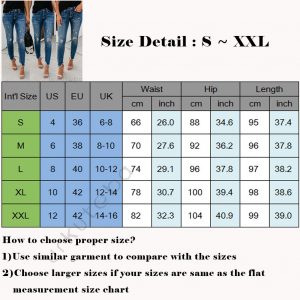 Size Detail : S ~ XXL
Int'l Size US EU UK Waist Hip Length
cm inch cm inch cm inch
S 4 36 6-8 66 26.0 88 34.6 95 37.4
M 6 38 8-10 70 27.6 92 36.2 96 37.8
L 8 40 10-12 74 29.1 96 37.8 97 38.2
XL 10 42 12-14 78 30.7 100 39.4 98 38.6
XXL 12 42 14-16 82 32.3 104 40.9 99 39.0
How to choose proper size?
1)Use similar garment to compare with the sizes
2)Choose larger sizes if your sizes are same as the flat
measurement size chart